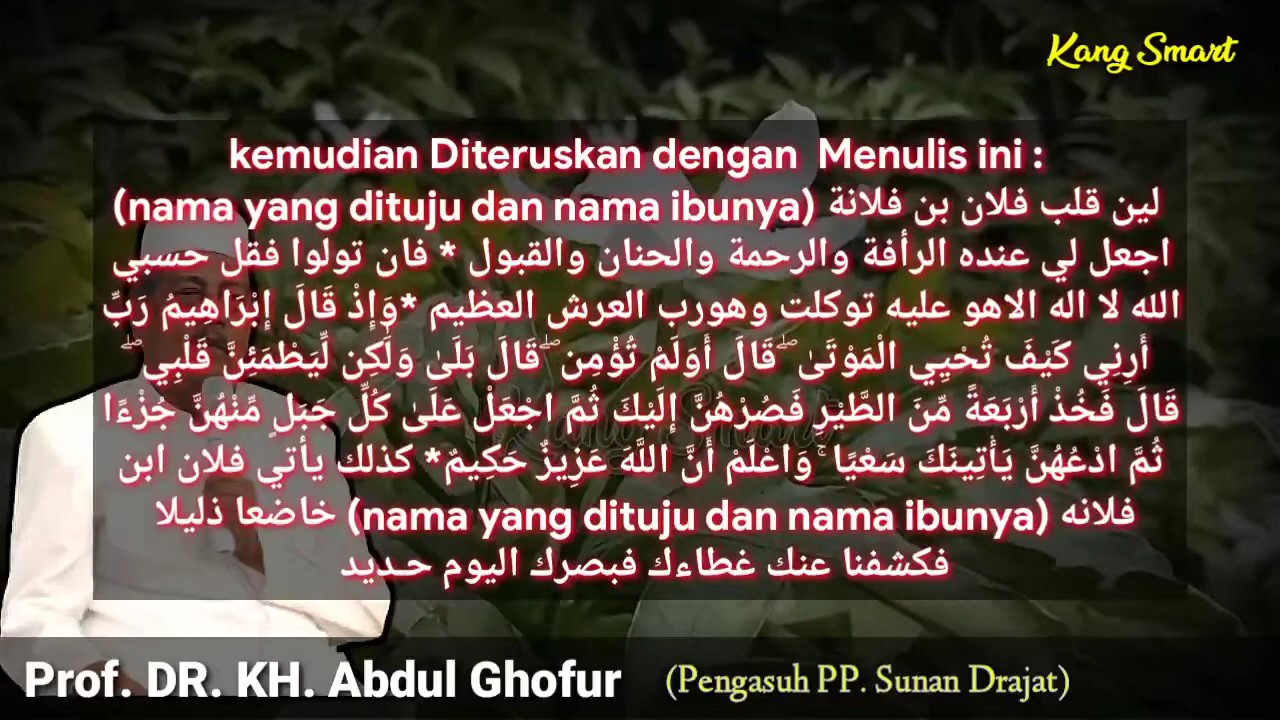 Kang Smart
kemudian Diteruskan dengan Menulis ini :
لين قلب فلان بن فلانة (nama yang dituju dan nama ibunya)
اجعل لي عنده الرأفة والرحمة والحنان والقبول * فان تولوا فقل حسبي
الله لا اله الاهو عليه توكلت وهورب العرش العظيم *وَإِذْ قَالَ إِبْرَاهِيمُ رَبِّ
أَرِنِي كَيْفَ تُحْيِي الْمَوْتَىٰ ۖ قَالَ أَوَلَمْ تُؤْمِن ۖ قَالَ بَلَىٰ وَلَٰكِن لِّيَطْمَئِنَّ قَلْبِي ۖ
قَالَ فَخُذْ أَرْبَعَةً مِّنَ الطَّيْرِ فَصُرْهُنَّ إِلَيْكَ ثُمَّ اجْعَلْ عَلَىٰ كُلِّ جَبَلٍ مِّنْهُنَّ جُزْءًا
ثُمَّ ادْعُهُنَّ يَأْتِينَكَ سَعْيًا ۚ وَاعْلَمْ أَنَّ اللَّهَ عَزِيزٌ حَكِيمٌ* كذلك يأتي فلان ابن
فلانه (nama yang dituju dan nama ibunya) خاضعا ذليلا
فكشفنا عنك غطاءك فبصرك اليوم حديد
Prof. DR. KH. Abdul Ghofur (Pengasuh PP. Sunan Drajat)